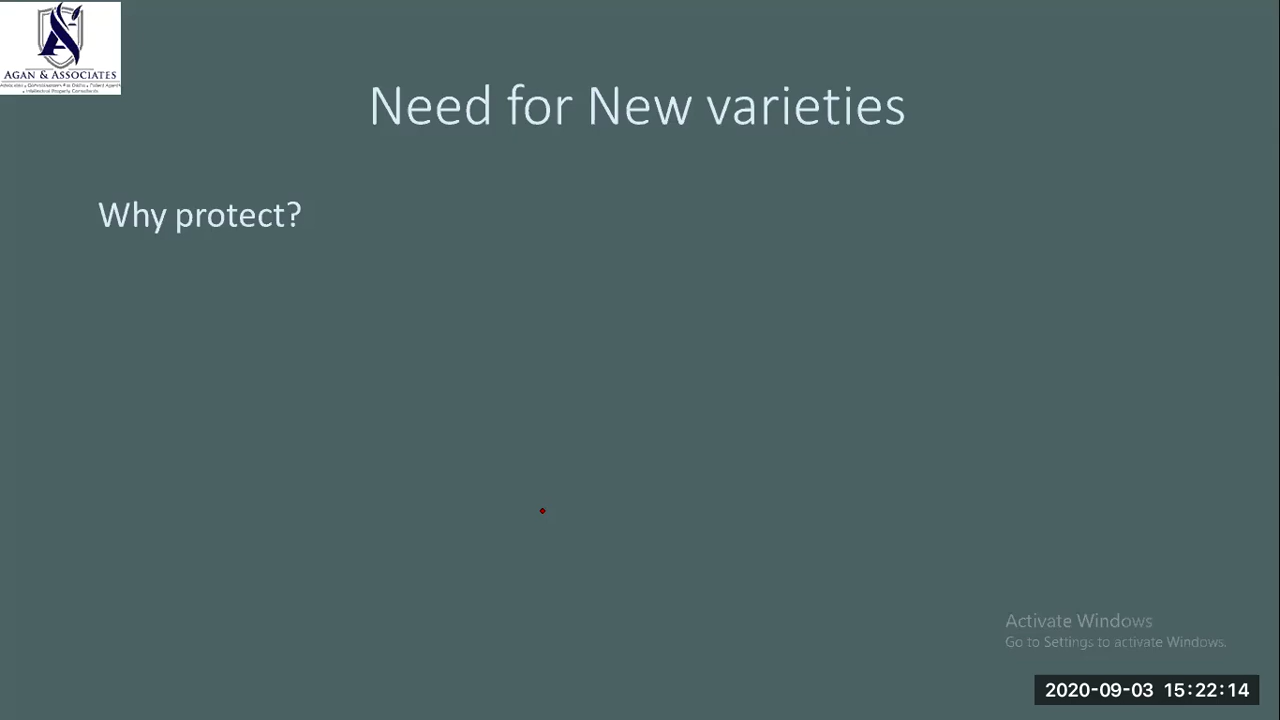 AGAN & ASSOCIATES
Need for New varieties
Why protect?
Activate Windows
Go to Settings to activate Windows.
2020-09-03 15:22:14